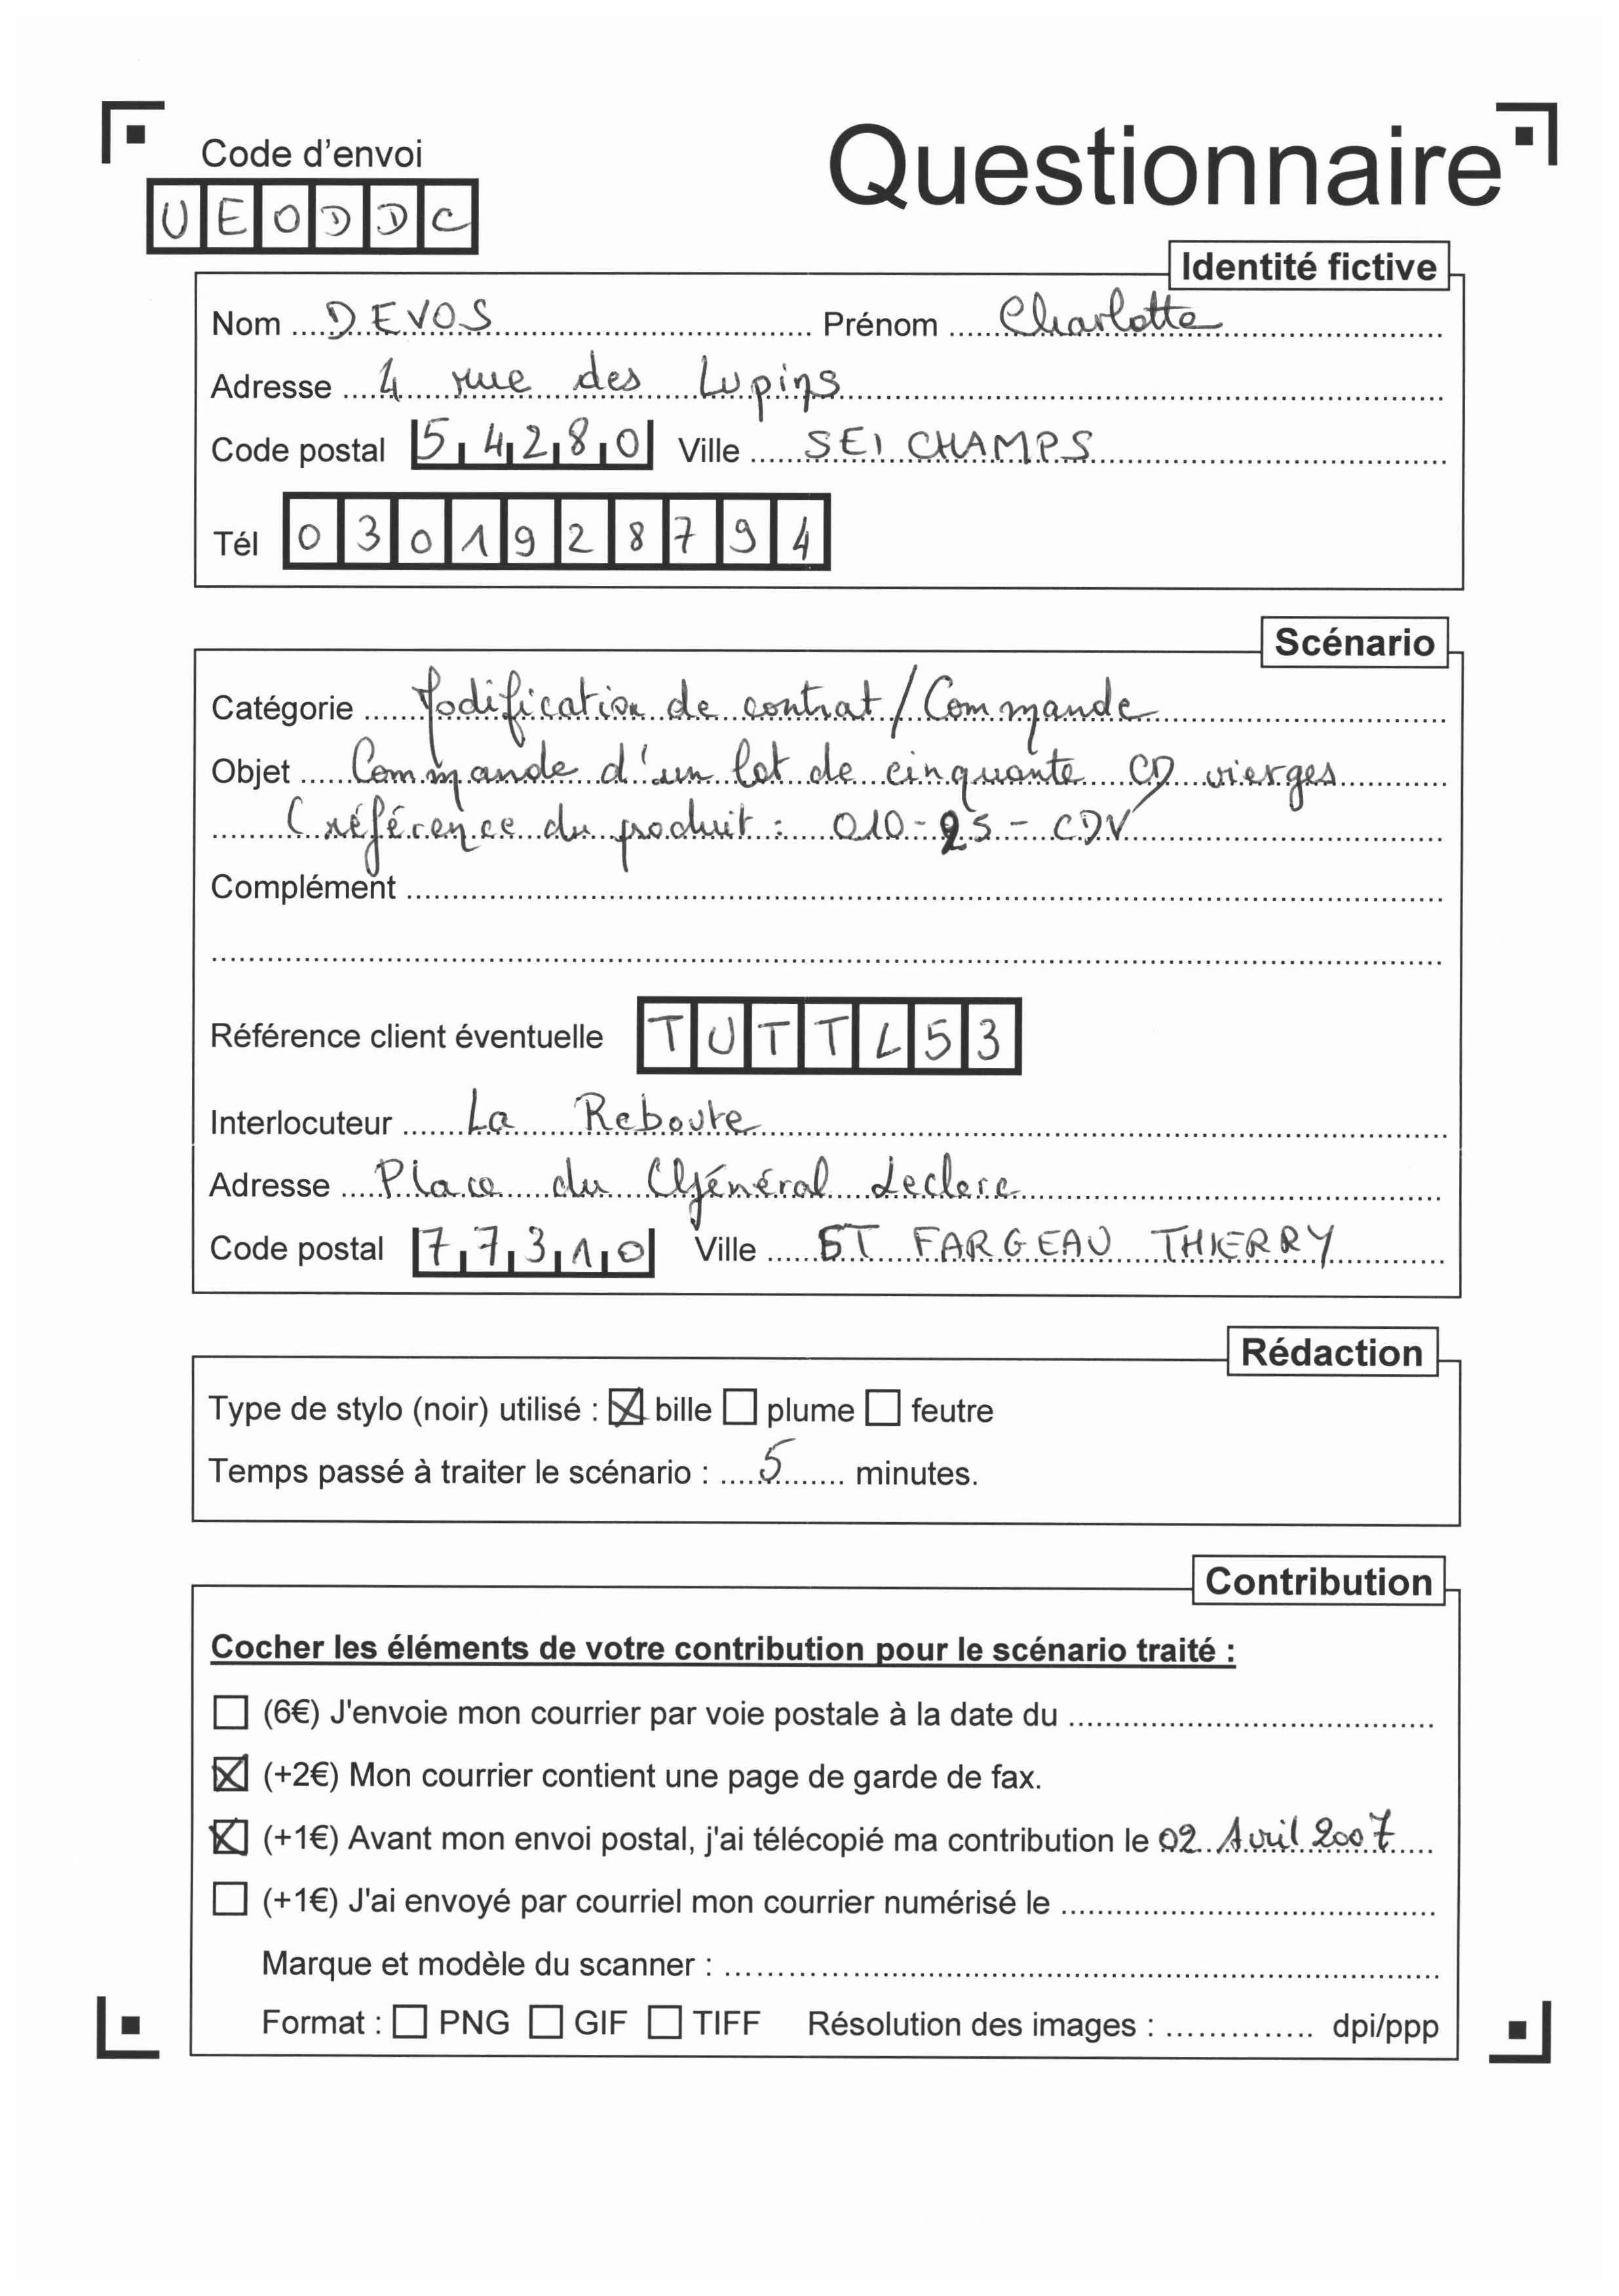 Code d'envoi
Questionnaire
UEODDC
Identité fictive
Nom DEVOS Prénom Charlotte
Adresse 4 rue des Lupins
Code postal 54280 Ville SEICHAMPS
Tél 0301928794
Scénario
Catégorie Modification de contrat/Commande
Objet Commande d'un lot de cinquante CD vierges
(référence du produit : 010-25-CDV
Complément
Référence client éventuelle TUTTL53
Interlocuteur La Reboute
Adresse Place du Général Leclerc
Code postal 77310 Ville ST FARGEAU THIERRY
Rédaction
Type de stylo (noir) utilisé : ☒ bille ☐ plume ☐ feutre
Temps passé à traiter le scénario : 5 minutes.
Contribution
Cocher les éléments de votre contribution pour le scénario traité :
☐ (6€) J'envoie mon courrier par voie postale à la date du
☒ (+2€) Mon courrier contient une page de garde de fax.
☒ (+1€) Avant mon envoi postal, j'ai télécopié ma contribution le 02 Avril 2007
☐ (+1€) J'ai envoyé par courriel mon courrier numérisé le
Marque et modèle du scanner :
Format : ☐ PNG ☐ GIF ☐ TIFF Résolution des images : dpi/ppp